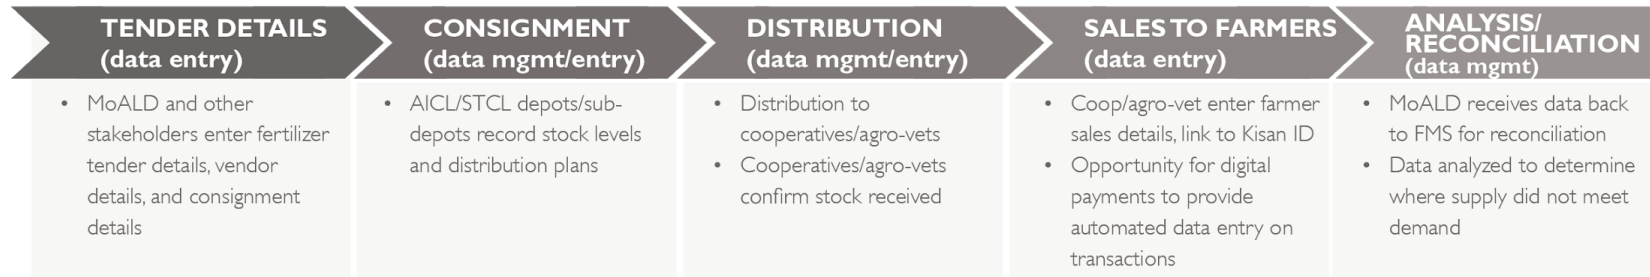 TENDER DETAILS
(data entry)
• MoALD and other
stakeholders enter fertilizer
tender details, vendor
details, and consignment
details
CONSIGNMENT
(data mgmt/entry)
• AICL/STCL depots/sub-
depots record stock levels
and distribution plans
DISTRIBUTION
(data mgmt/entry)
• Distribution to
cooperatives/agro-vets
• Cooperatives/agro-vets
confirm stock received
SALES TO FARMERS
(data entry)
• Coop/agro-vet enter farmer
sales details, link to Kisan ID
• Opportunity for digital
payments to provide
automated data entry on
transactions
ANALYSIS/
RECONCILIATION
(data mgmt)
• MoALD receives data back
to FMS for reconciliation
• Data analyzed to determine
where supply did not meet
demand